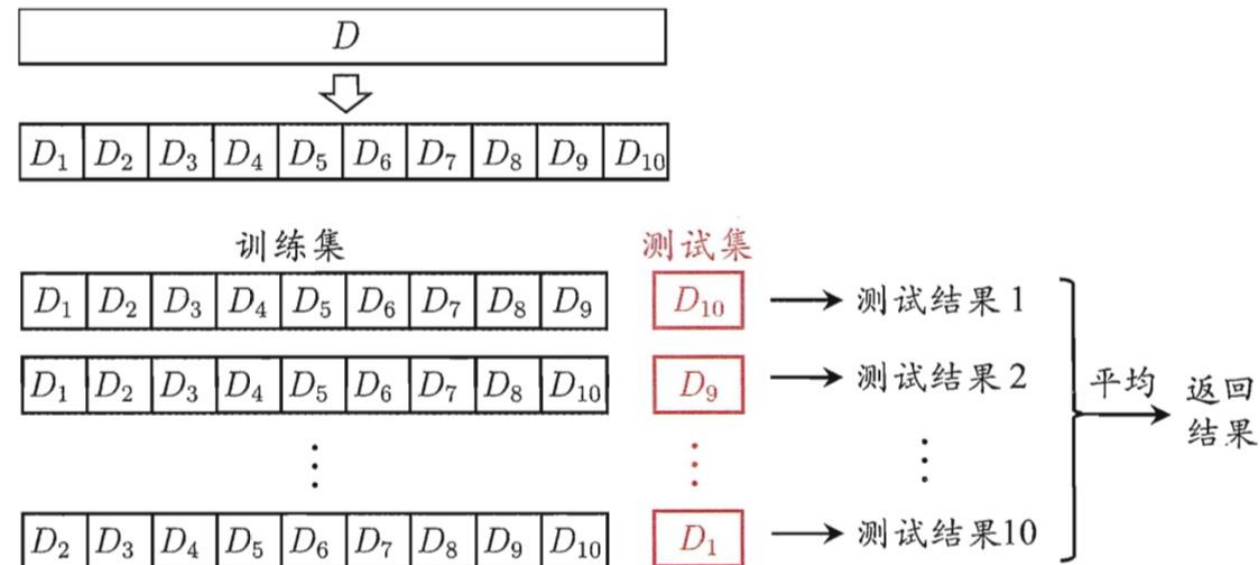 D
D₁ D₂ D₃ D₄ D₅ D₆ D₇ D₈ D₉ D₁₀
训练集 测试集
D₁ D₂ D₃ D₄ D₅ D₆ D₇ D₈ D₉ D₁₀ 测试结果 1
D₁ D₂ D₃ D₄ D₅ D₆ D₇ D₈ D₁₀ D₉ 测试结果 2
平均 返回
结果
⋮ ⋮ ⋮
D₂ D₃ D₄ D₅ D₆ D₇ D₈ D₉ D₁₀ D₁ 测试结果10